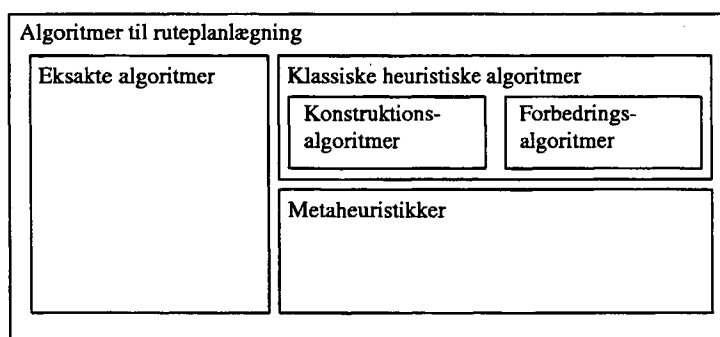 Algoritmer til ruteplanlægning
Eksakte algoritmer
Klassiske heuristiske algoritmer
Konstruktions-
algoritmer
Forbedrings-
algoritmer
Metaheuristikker